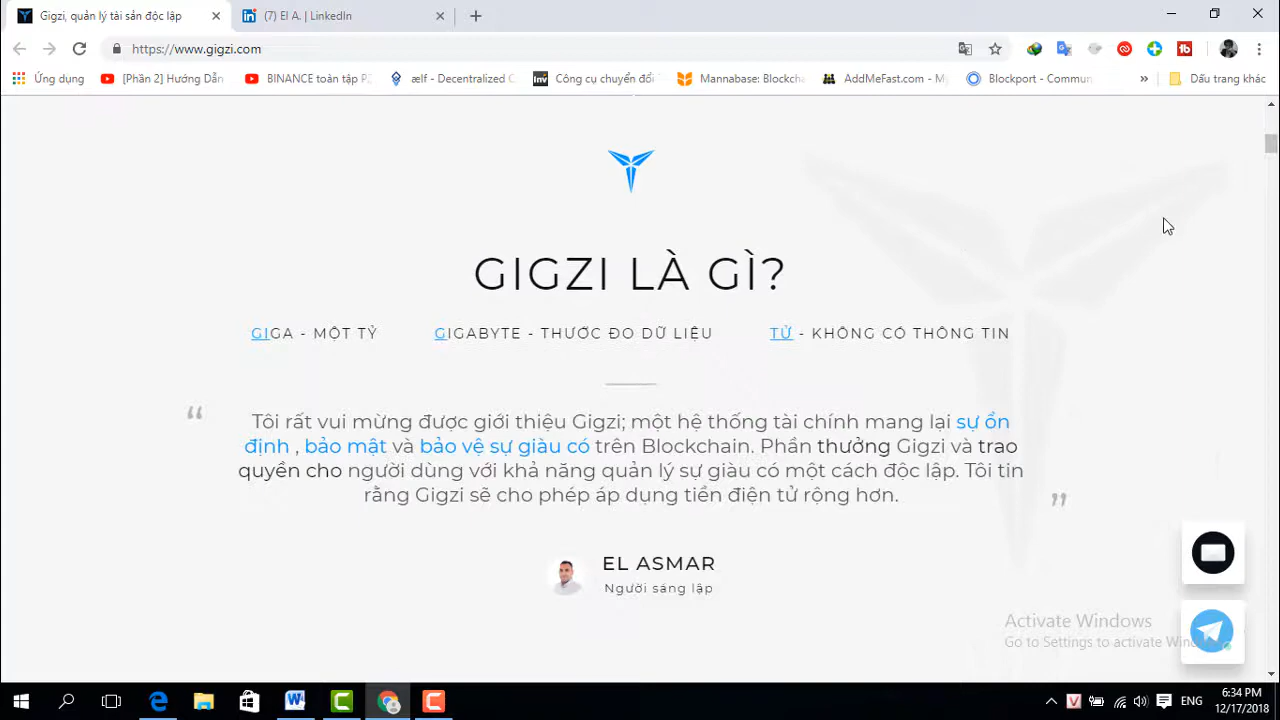 Gigzi, quản lý tài sản độc lập
(7) El A. | LinkedIn
https://www.gigzi.com
Ứng dụng
[Phần 2] Hướng Dẫn
BINANCE toàn tập P
ælf - Decentralized C
Inv
Công cụ chuyển đổi
Mannabase: Blockcha
AddMeFast.com - My
Blockport - Commun
»
Dấu trang khác
GIGZI LÀ GÌ?
GIGA - MỘT TỶ
GIGABYTE - THƯỚC ĐO DỮ LIỆU
TỬ - KHÔNG CÓ THÔNG TIN
“ Tôi rất vui mừng được giới thiệu Gigzi; một hệ thống tài chính mang lại sự ổn
định , bảo mật và bảo vệ sự giàu có trên Blockchain. Phần thưởng Gigzi và trao
quyền cho người dùng với khả năng quản lý sự giàu có một cách độc lập. Tôi tin
rằng Gigzi sẽ cho phép áp dụng tiền điện tử rộng hơn. ”
EL ASMAR
Người sáng lập
Activate Windows
Go to Settings to activate Win
ENG
6:34 PM
12/17/2018